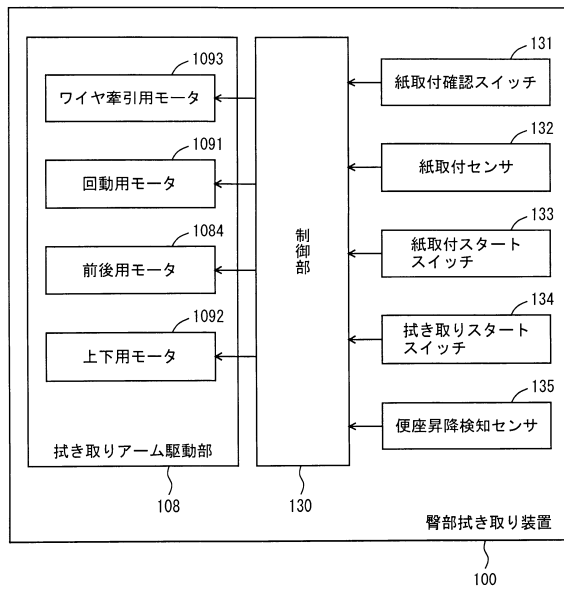 1093
ワイヤ牽引用モータ
1091
回動用モータ
1084
前後用モータ
1092
上下用モータ
拭き取りアーム駆動部
108
制御部
130
131
紙取付確認スイッチ
132
紙取付センサ
133
紙取付スタート
スイッチ
134
拭き取りスタート
スイッチ
135
便座昇降検知センサ
臀部拭き取り装置
100